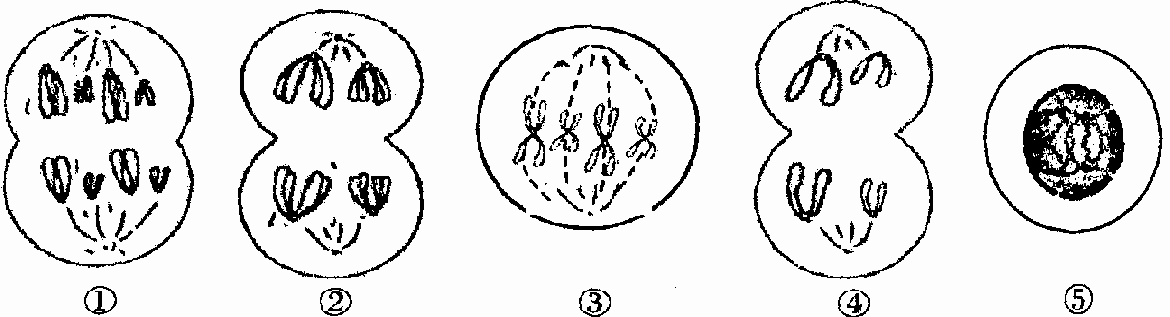 ① ② ③ ④ ⑤